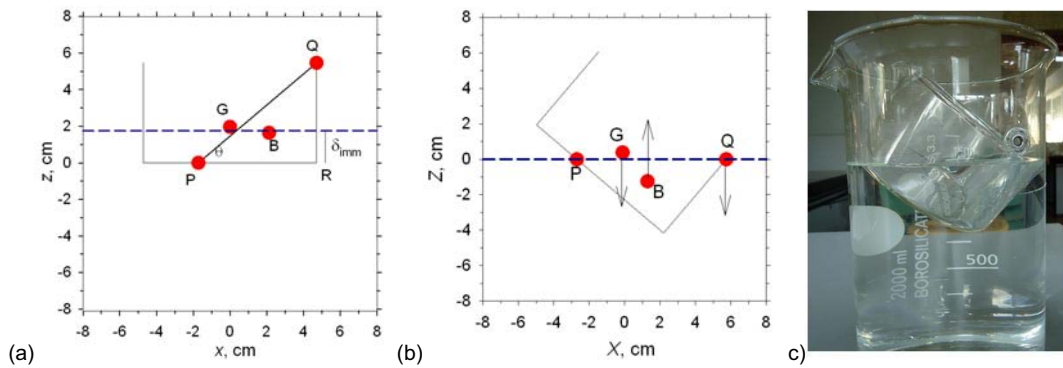 8
6
4
2
0
-2
-4
-6
-8
z, cm
-8 -6 -4 -2 0 2 4 6 8
x, cm
Q
G
B
θ
P
R
δimm
(a)
8
6
4
2
0
-2
-4
-6
-8
Z, cm
-8 -6 -4 -2 0 2 4 6 8
X, cm
G
Q
P
B
(b)
2000 ml
BOROSILICAT
500
c)